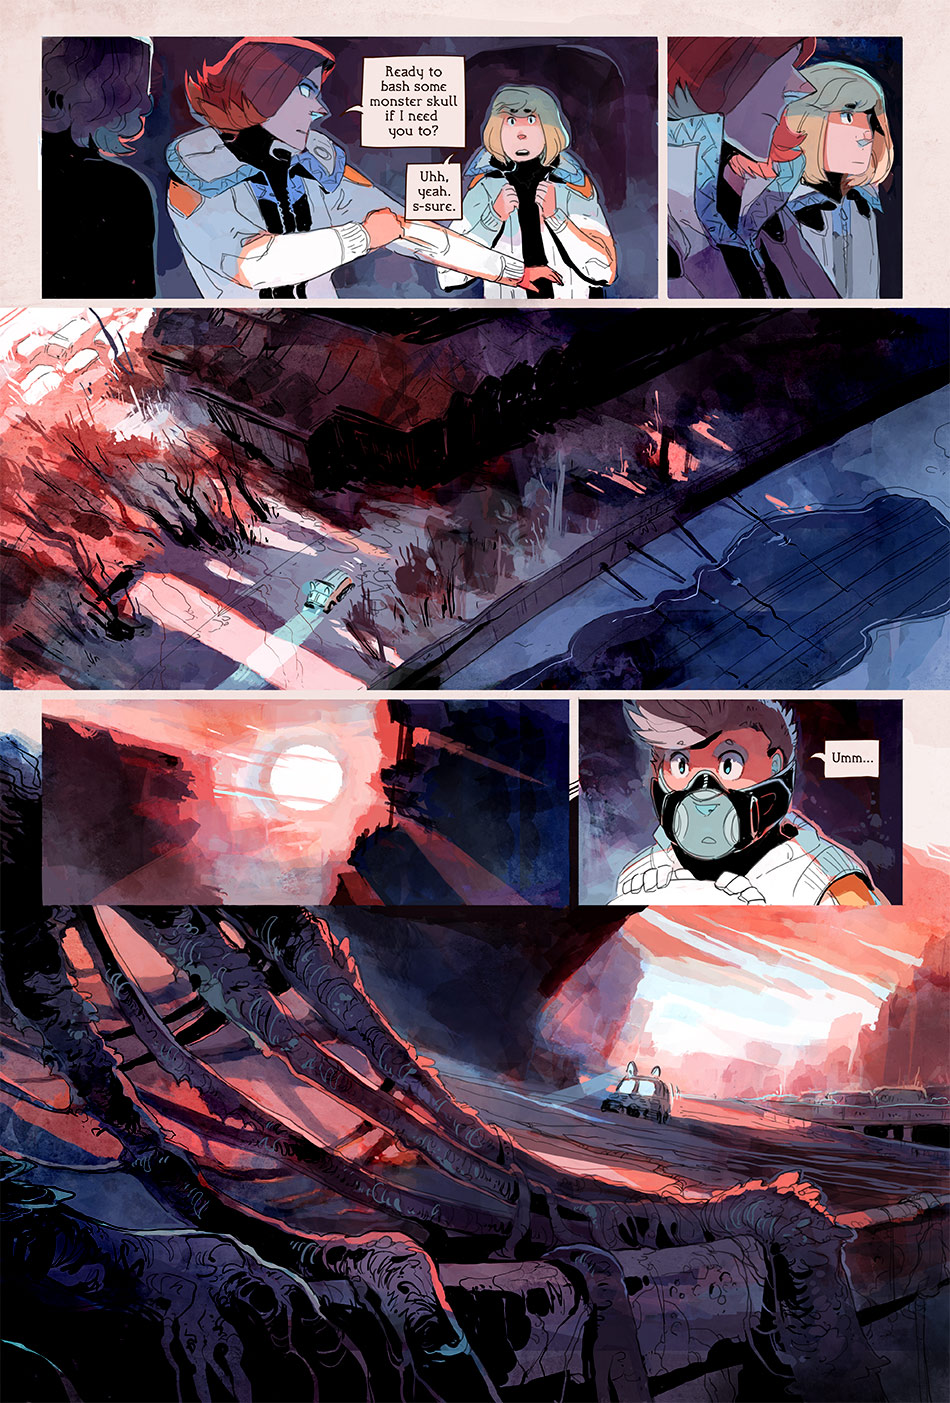 Ready to
bash some
monster skull
if I need
you to?
Uhh,
yeah.
s-sure.
Umm...